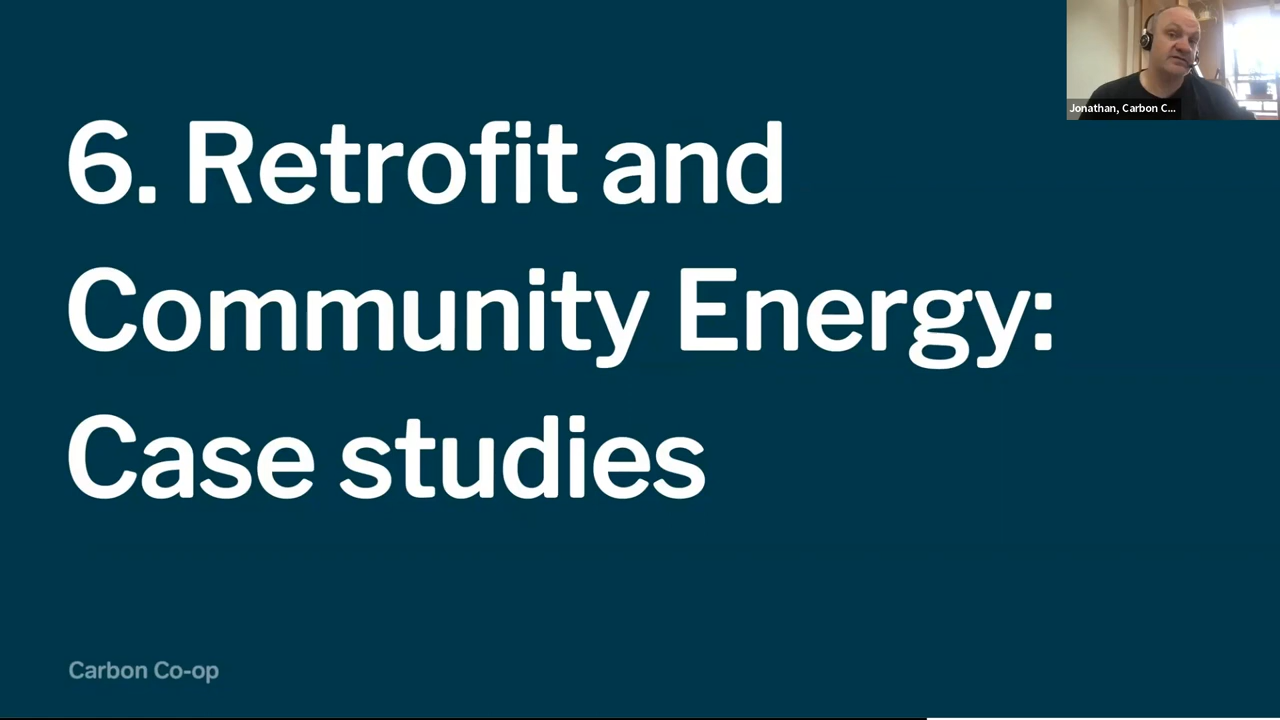 6. Retrofit and
Community Energy:
Case studies
Jonathan, Carbon C...
Carbon Co-op